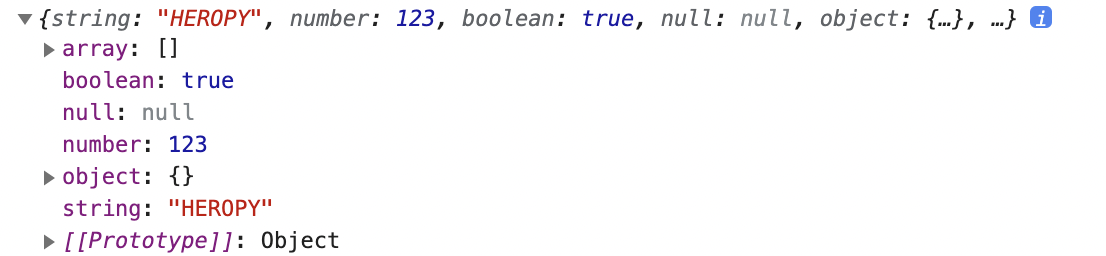 ▼{string: "HEROPY", number: 123, boolean: true, null: null, object: {…}, …} i
▶array: []
boolean: true
null: null
number: 123
▶object: {}
string: "HEROPY"
▶[[Prototype]]: Object